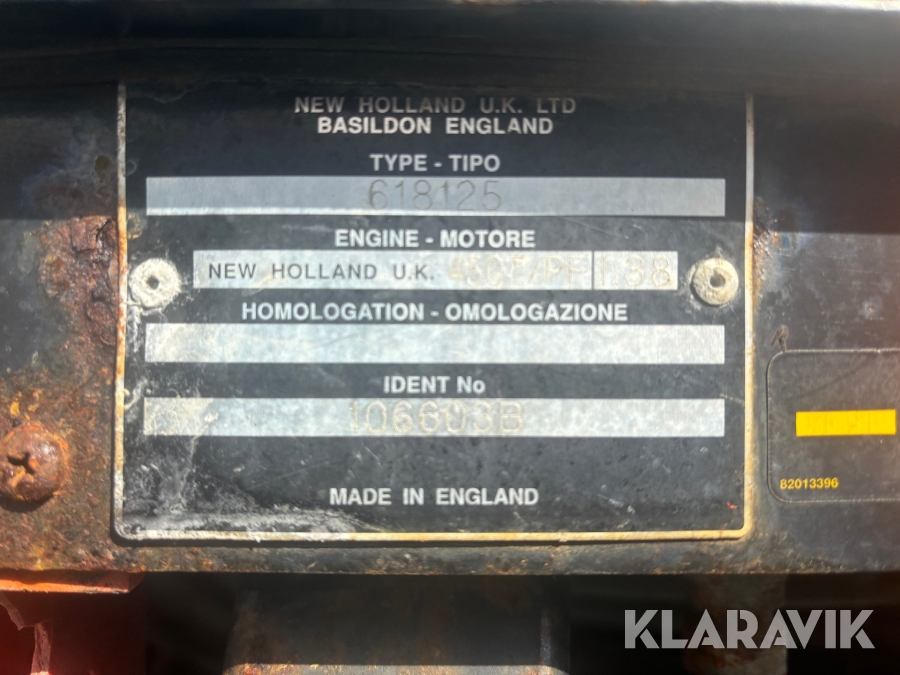 NEW HOLLAND U.K. LTD
BASILDON ENGLAND
TYPE - TIPO
618125
ENGINE - MOTORE
NEW HOLLAND U.K.
HOMOLOGATION - OMOLOGAZIONE
IDENT No
106603B
MADE IN ENGLAND
82013396
KLARAVIK